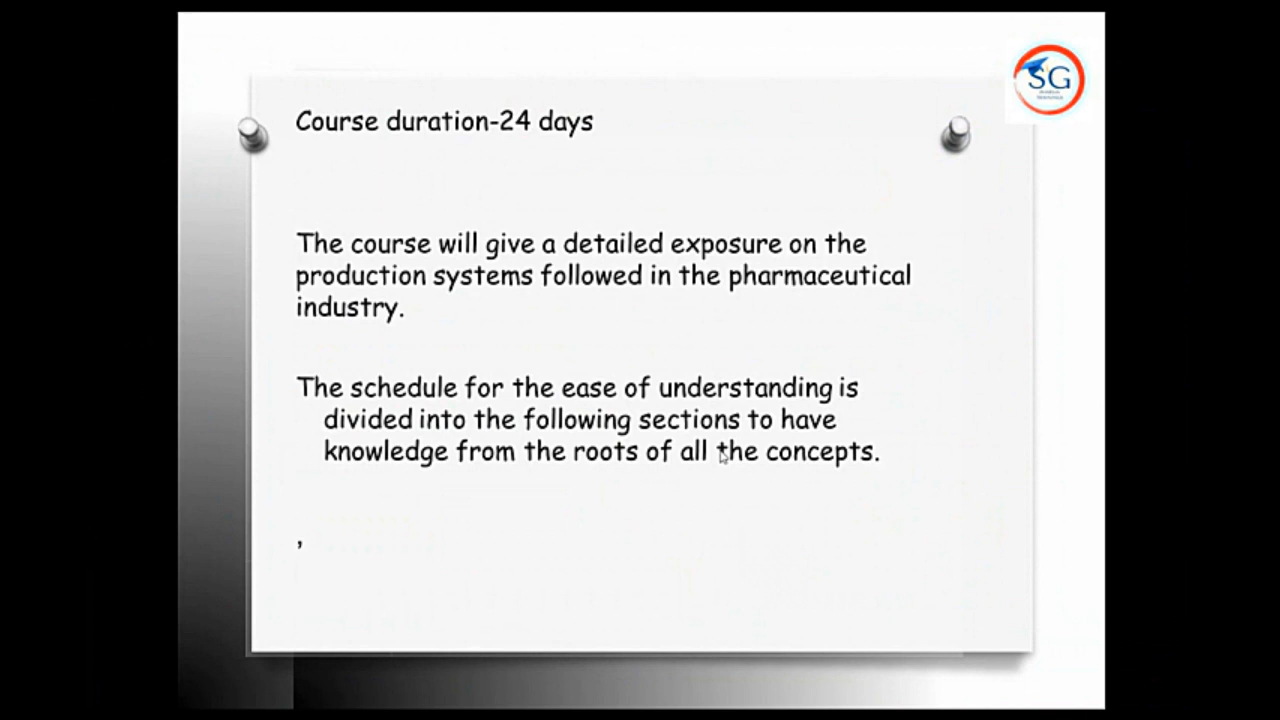 SG
Course duration-24 days
The course will give a detailed exposure on the
production systems followed in the pharmaceutical
industry.
The schedule for the ease of understanding is
divided into the following sections to have
knowledge from the roots of all the concepts.
,